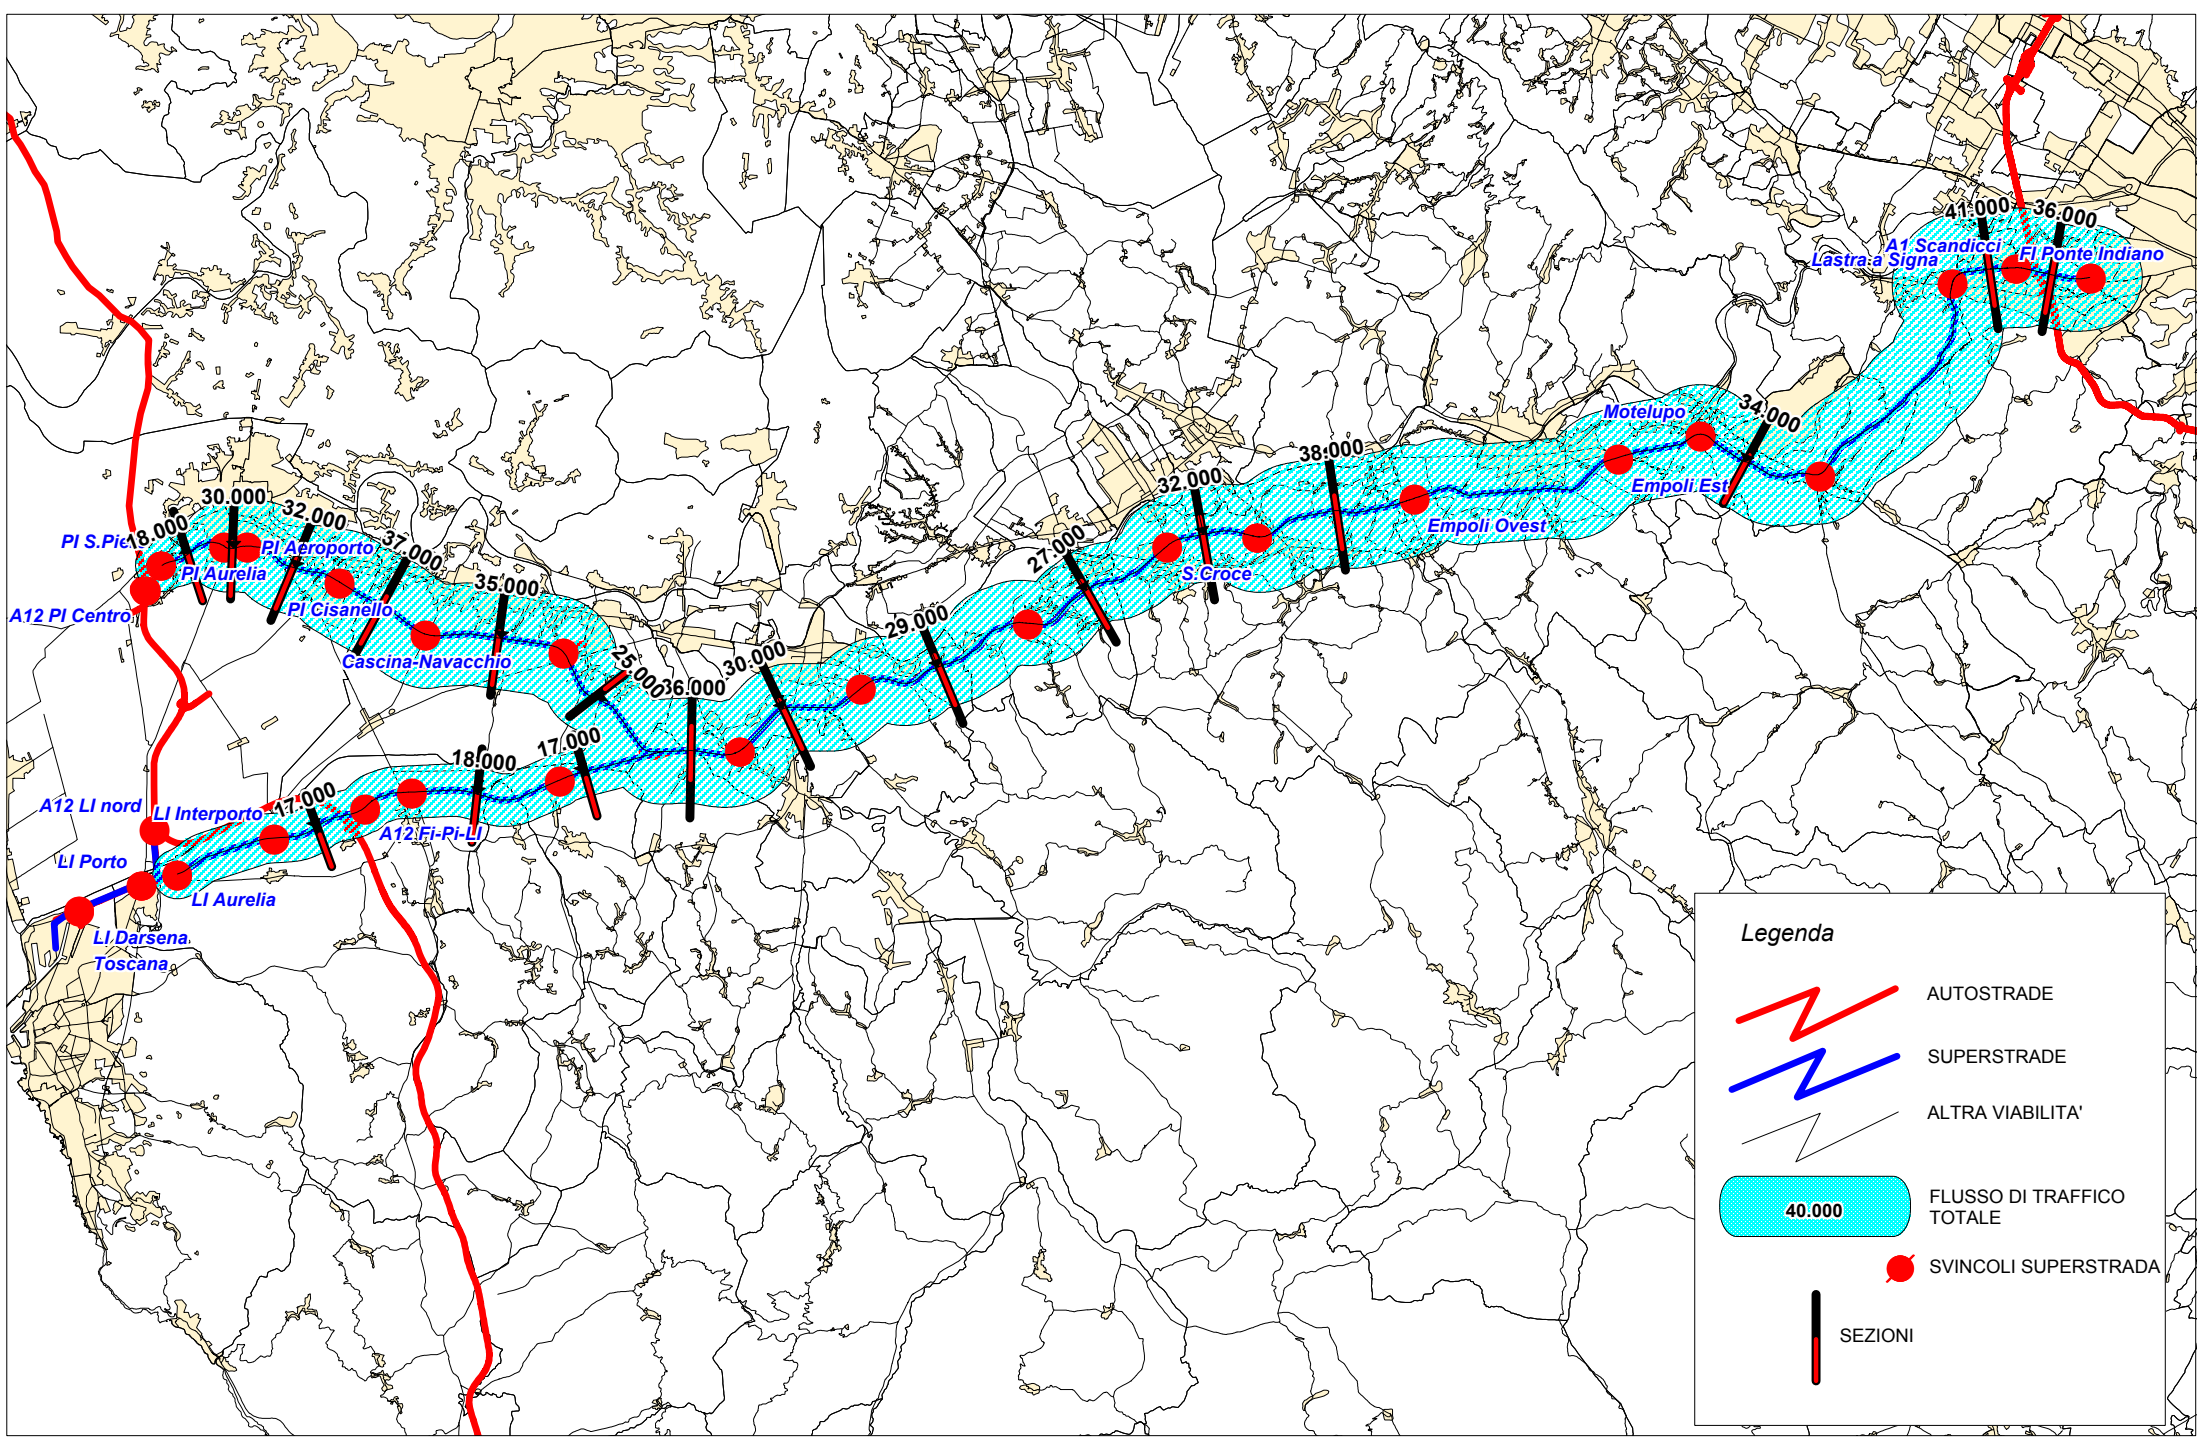 41.000
36.000
A1 Scandicci
Lastra a Signa
FI Ponte Indiano
Motelupo
34.000
38.000
32.000
Empoli Est
Empoli Ovest
S.Croce
27.000
30.000
32.000
18.000
37.000
PI S.Pie
PI Aeroporto
PI Aurelia
35.000
PI Cisanello
A12 PI Centro
Cascina-Navacchio
29.000
30.000
25.000
36.000
17.000
18.000
17.000
A12 LI nord
LI Interporto
A12 Fi-Pi-LI
LI Porto
LI Aurelia
LI Darsena
Toscana
Legenda
AUTOSTRADE
SUPERSTRADE
ALTRA VIABILITA'
40.000
FLUSSO DI TRAFFICO
TOTALE
SVINCOLI SUPERSTRADA
SEZIONI